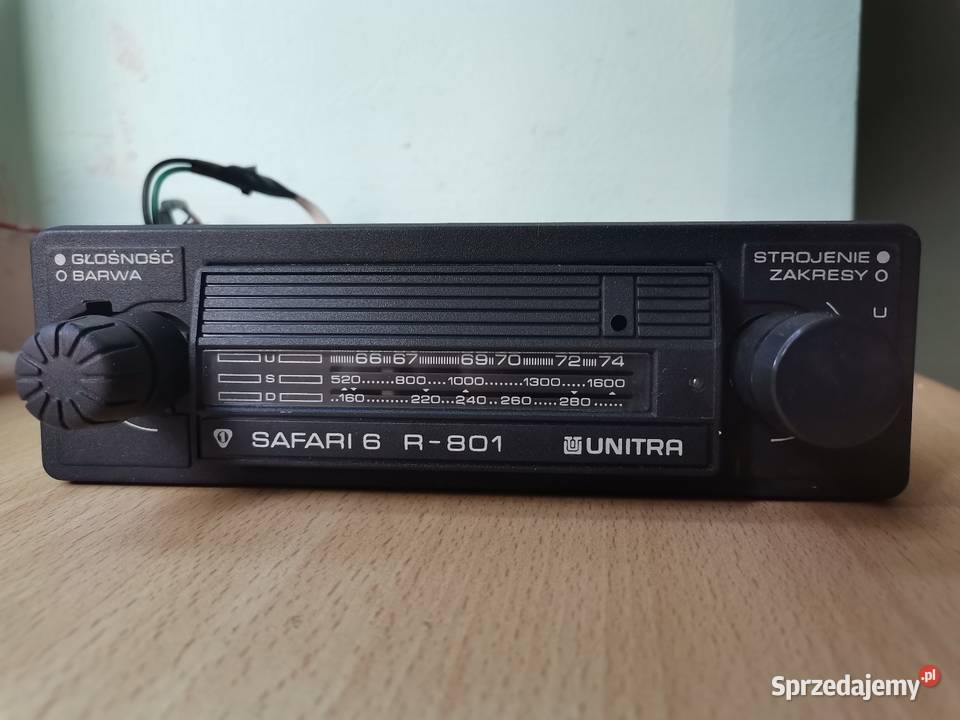 GŁOŚNOŚĆ
BARWA
STROJENIE
ZAKRESY
U
U 66 67 69 70 72 74
S 520 800 1000 1300 1600
D 160 220 240 260 280
1 SAFARI 6 R-801 UNITRA
Sprzedajemy.pl